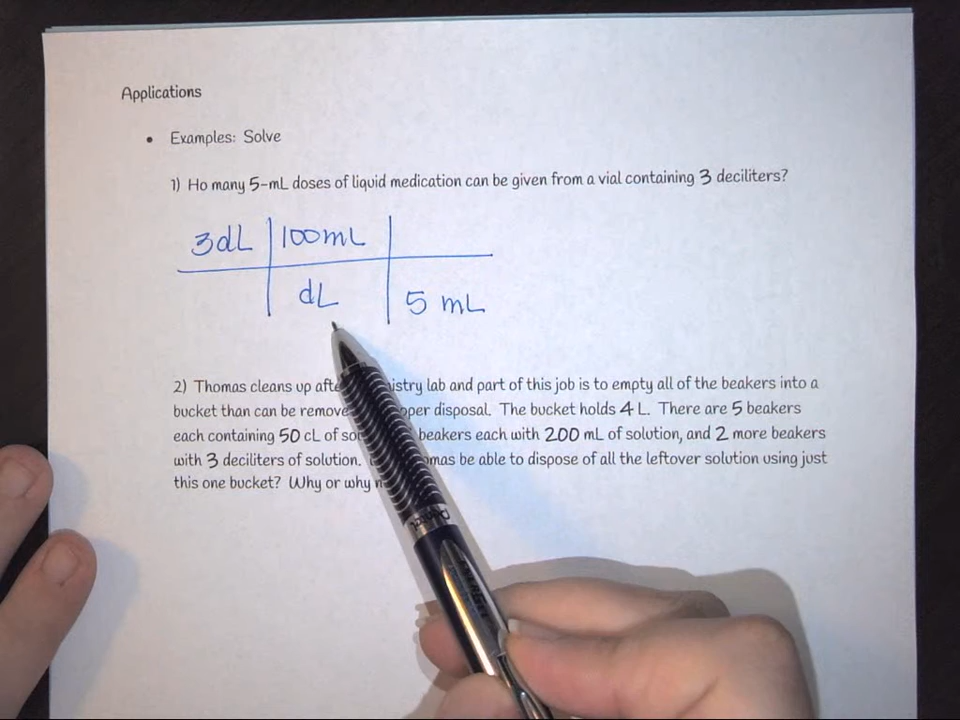 Applications
• Examples: Solve
1) Ho many 5-mL doses of liquid medication can be given from a vial containing 3 deciliters?
3dL 100mL
dL 5 mL
2) Thomas cleans up istry lab and part of this job is to empty all of the beakers into a
bucket than can be oper disposal. The bucket holds 4 L. There are 5 beakers
each containing 50 cL of beakers each with 200 mL of solution, and 2 more beakers
with 3 deciliters of solution. omas be able to dispose of all the leftover solution using just
this one bucket? Why or why